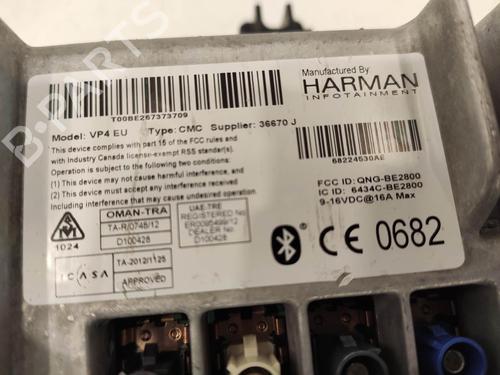 Manufactured By
HARMAN
INFOTAINMENT
T00BE267373709
Model: VP4 EU Type: CMC Supplier: 36670 J
This device complies with part 15 of the FCC rules and
with Industry Canada license-exempt RSS standard(s).
Operation is subject to the following two conditions:
(1) This device may not cause harmful interference, and
(2) This device must accept any interference received,
including interference that may cause undesired
operation.
68224530AE
FCC ID: QNG-BE2800
IC ID: 6434C-BE2800
9-16VDC@16A Max
OMAN-TRA
TA-R/0748/12
D100428
UAE-TRE
REGISTERED No
ER0095499/12
DEALER No
D100428
1024
ICASA
TA-2012/1125
CE 0682
B-PARTS